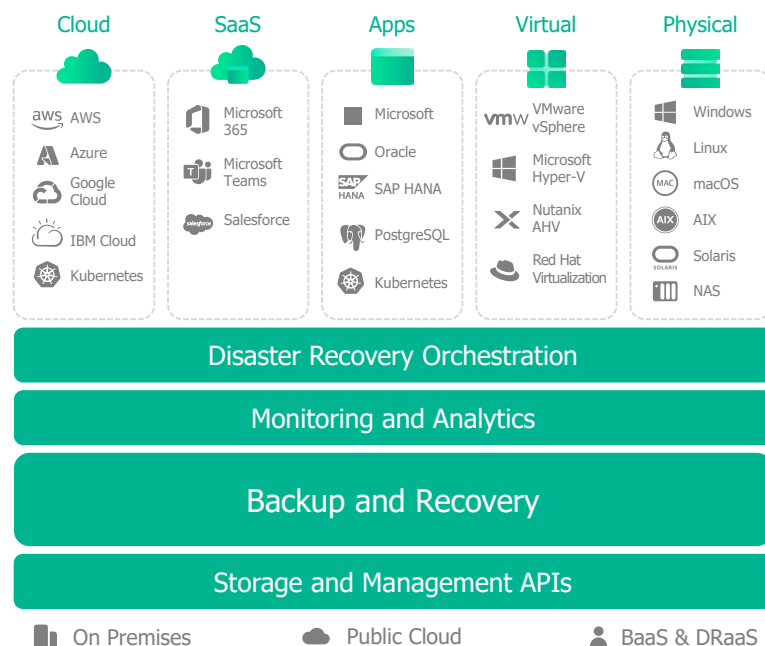 Cloud
SaaS
Apps
Virtual
Physical
aws AWS
Azure
Google
Cloud
IBM Cloud
Kubernetes
Microsoft
365
Microsoft
Teams
salesforce Salesforce
Microsoft
Oracle
SAP
HANA
SAP HANA
PostgreSQL
Kubernetes
vmw
VMware
vSphere
Microsoft
Hyper-V
Nutanix
AHV
Red Hat
Virtualization
Windows
Linux
MAC macOS
AIX AIX
SOLARIS
Solaris
NAS
Disaster Recovery Orchestration
Monitoring and Analytics
Backup and Recovery
Storage and Management APIs
On Premises
Public Cloud
BaaS & DRaaS